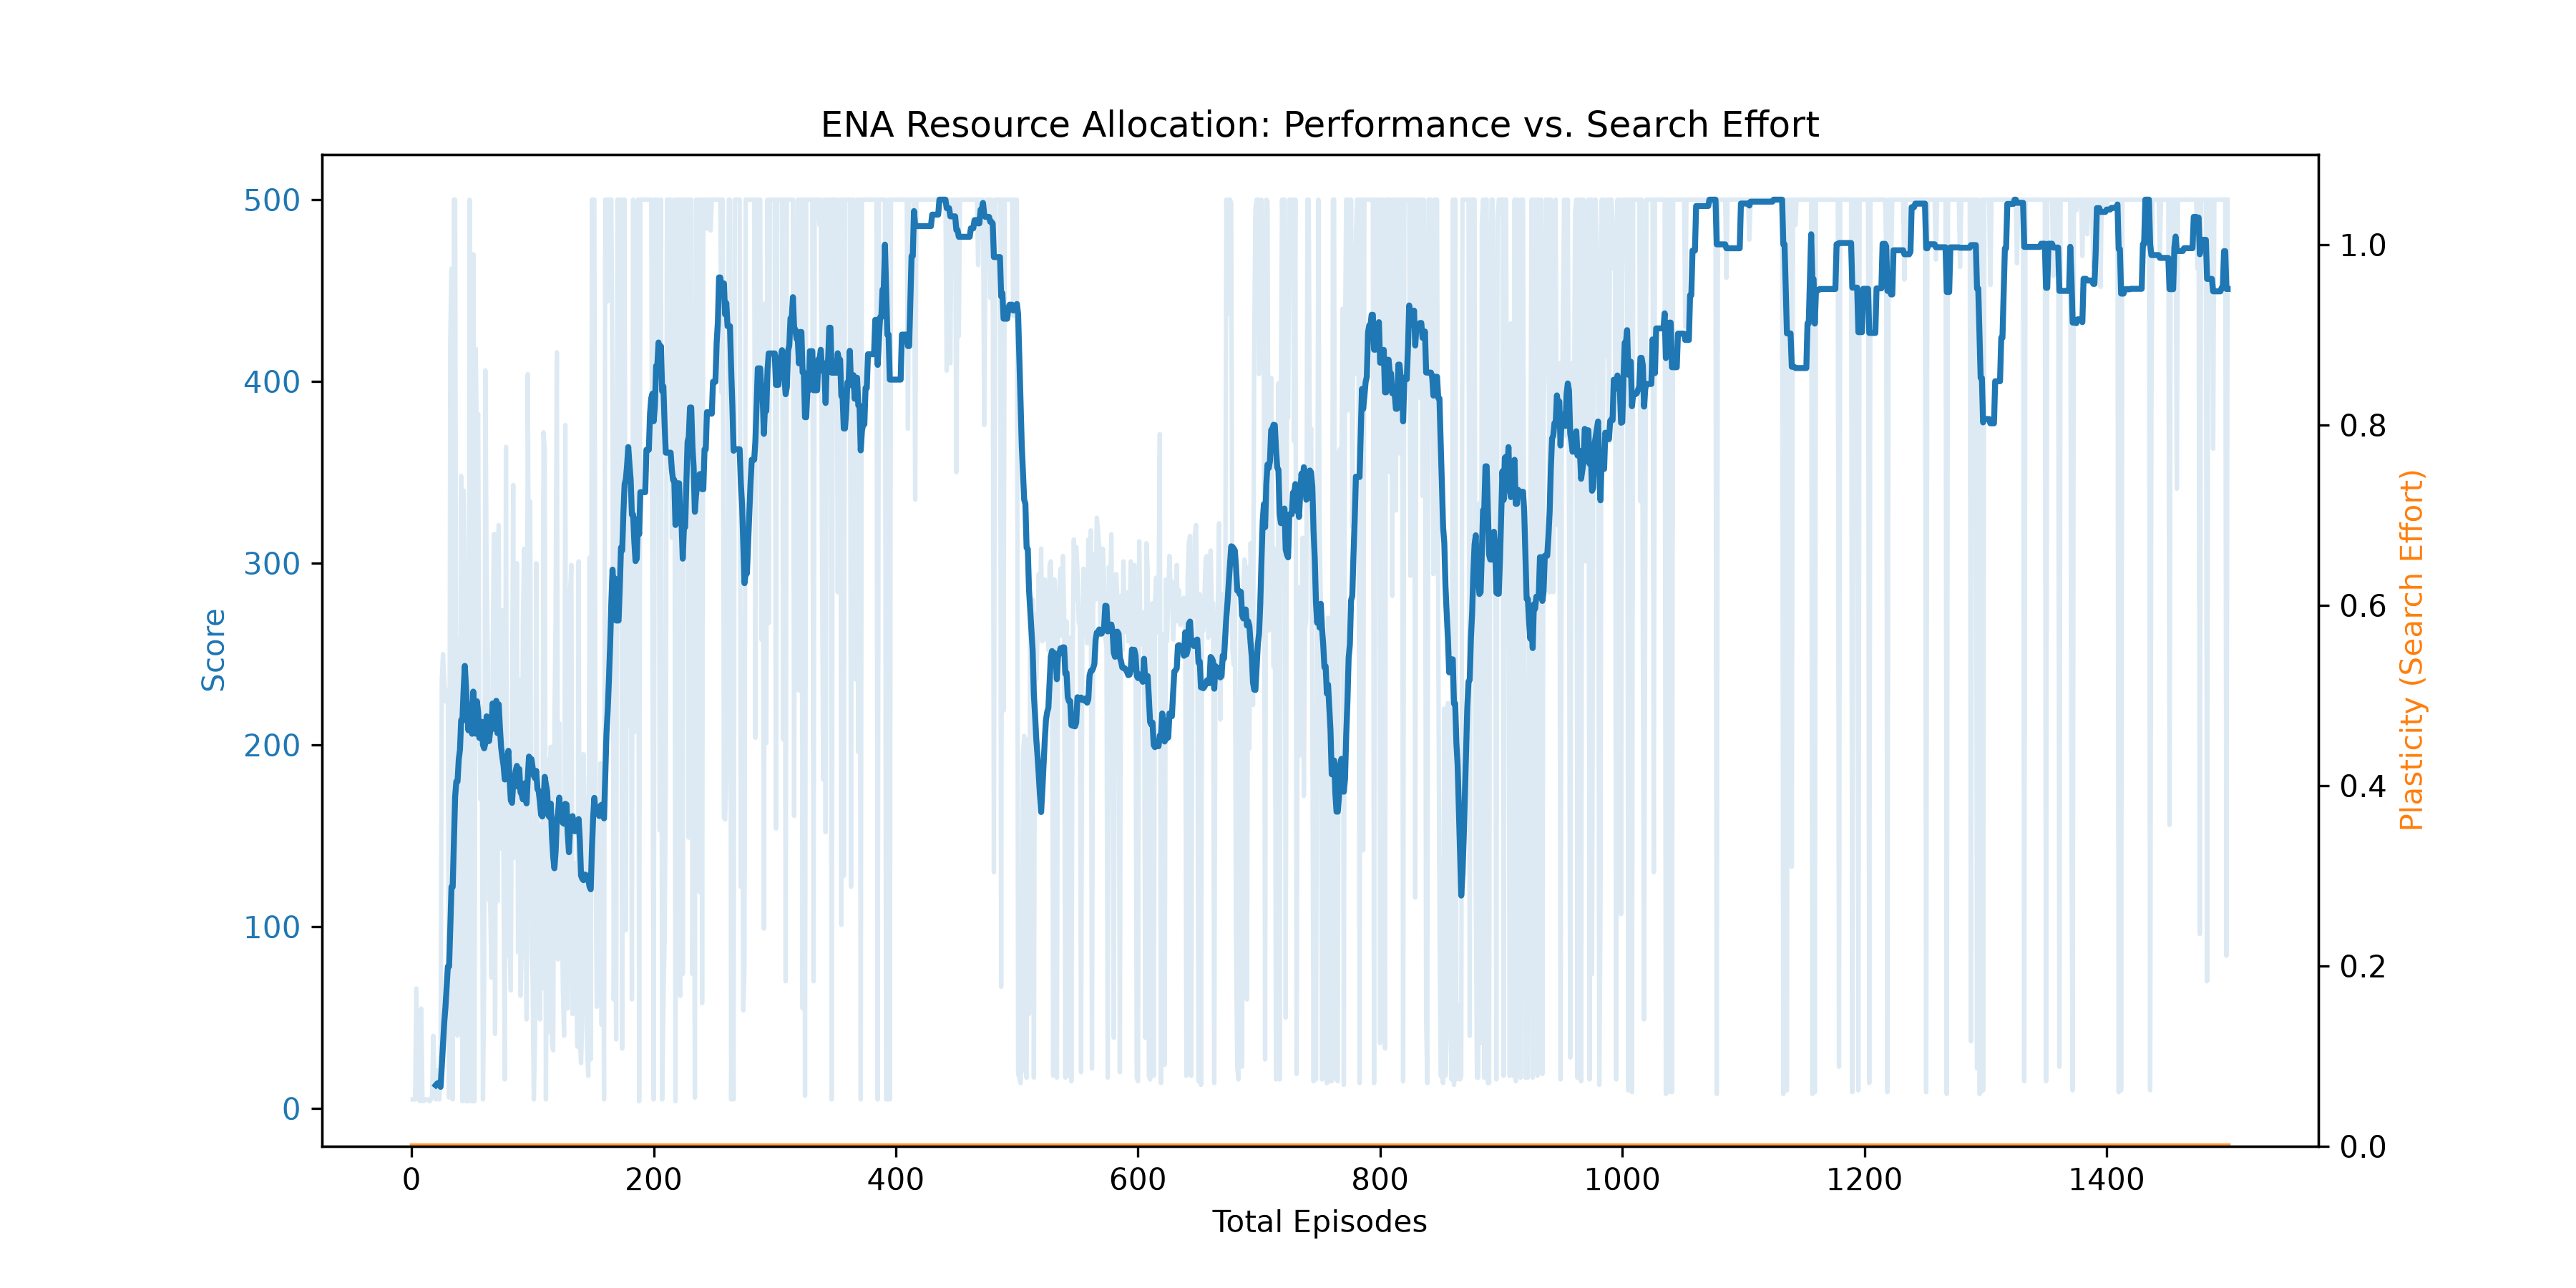 ENA Resource Allocation: Performance vs. Search Effort
500
400
300
200
100
0
Score
1.0
0.8
0.6
0.4
0.2
0.0
Plasticity (Search Effort)
0 200 400 600 800 1000 1200 1400
Total Episodes